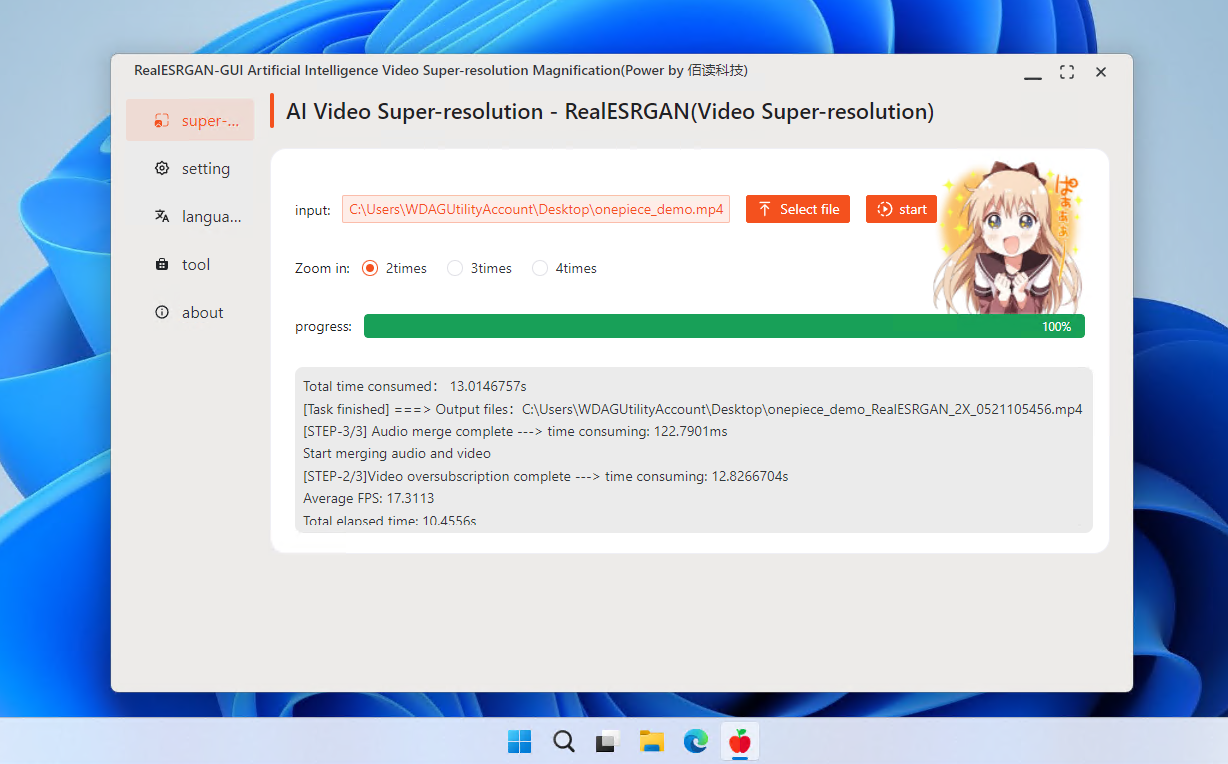 RealESRGAN-GUI Artificial Intelligence Video Super-resolution Magnification(Power by 佰读科技)
super-...
setting
langua...
tool
about
AI Video Super-resolution - RealESRGAN(Video Super-resolution)
input: C:\Users\WDAGUtilityAccount\Desktop\onepiece_demo.mp4 Select file start
ぱぁぁぁ
Zoom in: 2times 3times 4times
progress: 100%
Total time consumed： 13.0146757s
[Task finished] ===> Output files：C:\Users\WDAGUtilityAccount\Desktop\onepiece_demo_RealESRGAN_2X_0521105456.mp4
[STEP-3/3] Audio merge complete ---> time consuming: 122.7901ms
Start merging audio and video
[STEP-2/3]Video oversubscription complete ---> time consuming: 12.8266704s
Average FPS: 17.3113
Total elapsed time: 10.4556s